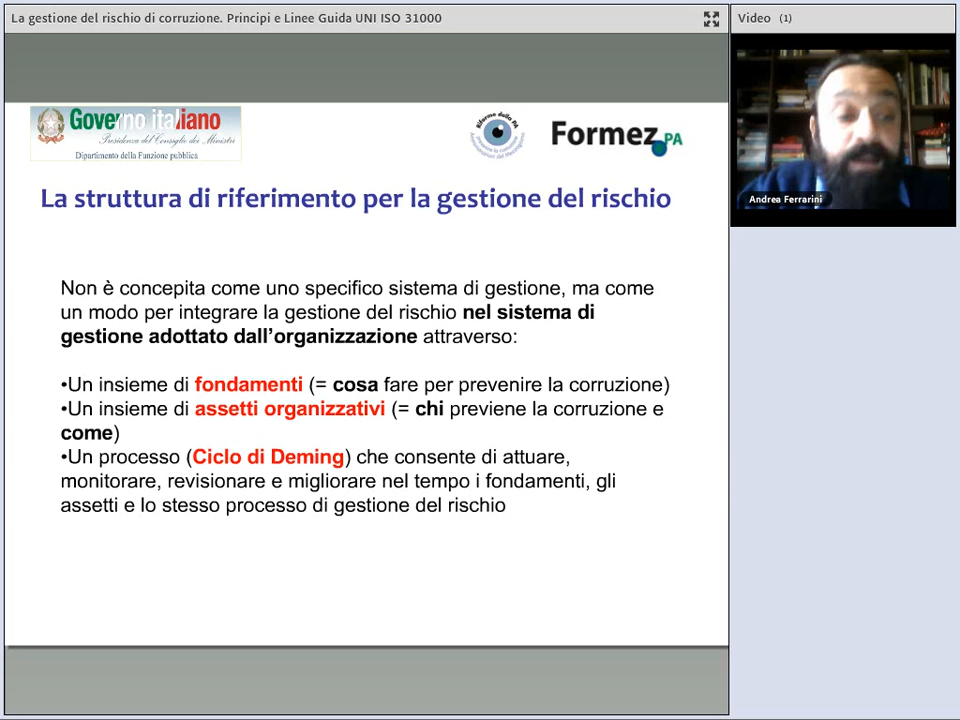 La gestione del rischio di corruzione. Principi e Linee Guida UNI ISO 31000
Video (1)
Governo italiano
Presidenza del Consiglio dei Ministri
Dipartimento della Funzione pubblica
Formez PA
Andrea Ferrarini
La struttura di riferimento per la gestione del rischio
Non è concepita come uno specifico sistema di gestione, ma come
un modo per integrare la gestione del rischio nel sistema di
gestione adottato dall’organizzazione attraverso:
•Un insieme di fondamenti (= cosa fare per prevenire la corruzione)
•Un insieme di assetti organizzativi (= chi previene la corruzione e
come)
•Un processo (Ciclo di Deming) che consente di attuare,
monitorare, revisionare e migliorare nel tempo i fondamenti, gli
assetti e lo stesso processo di gestione del rischio